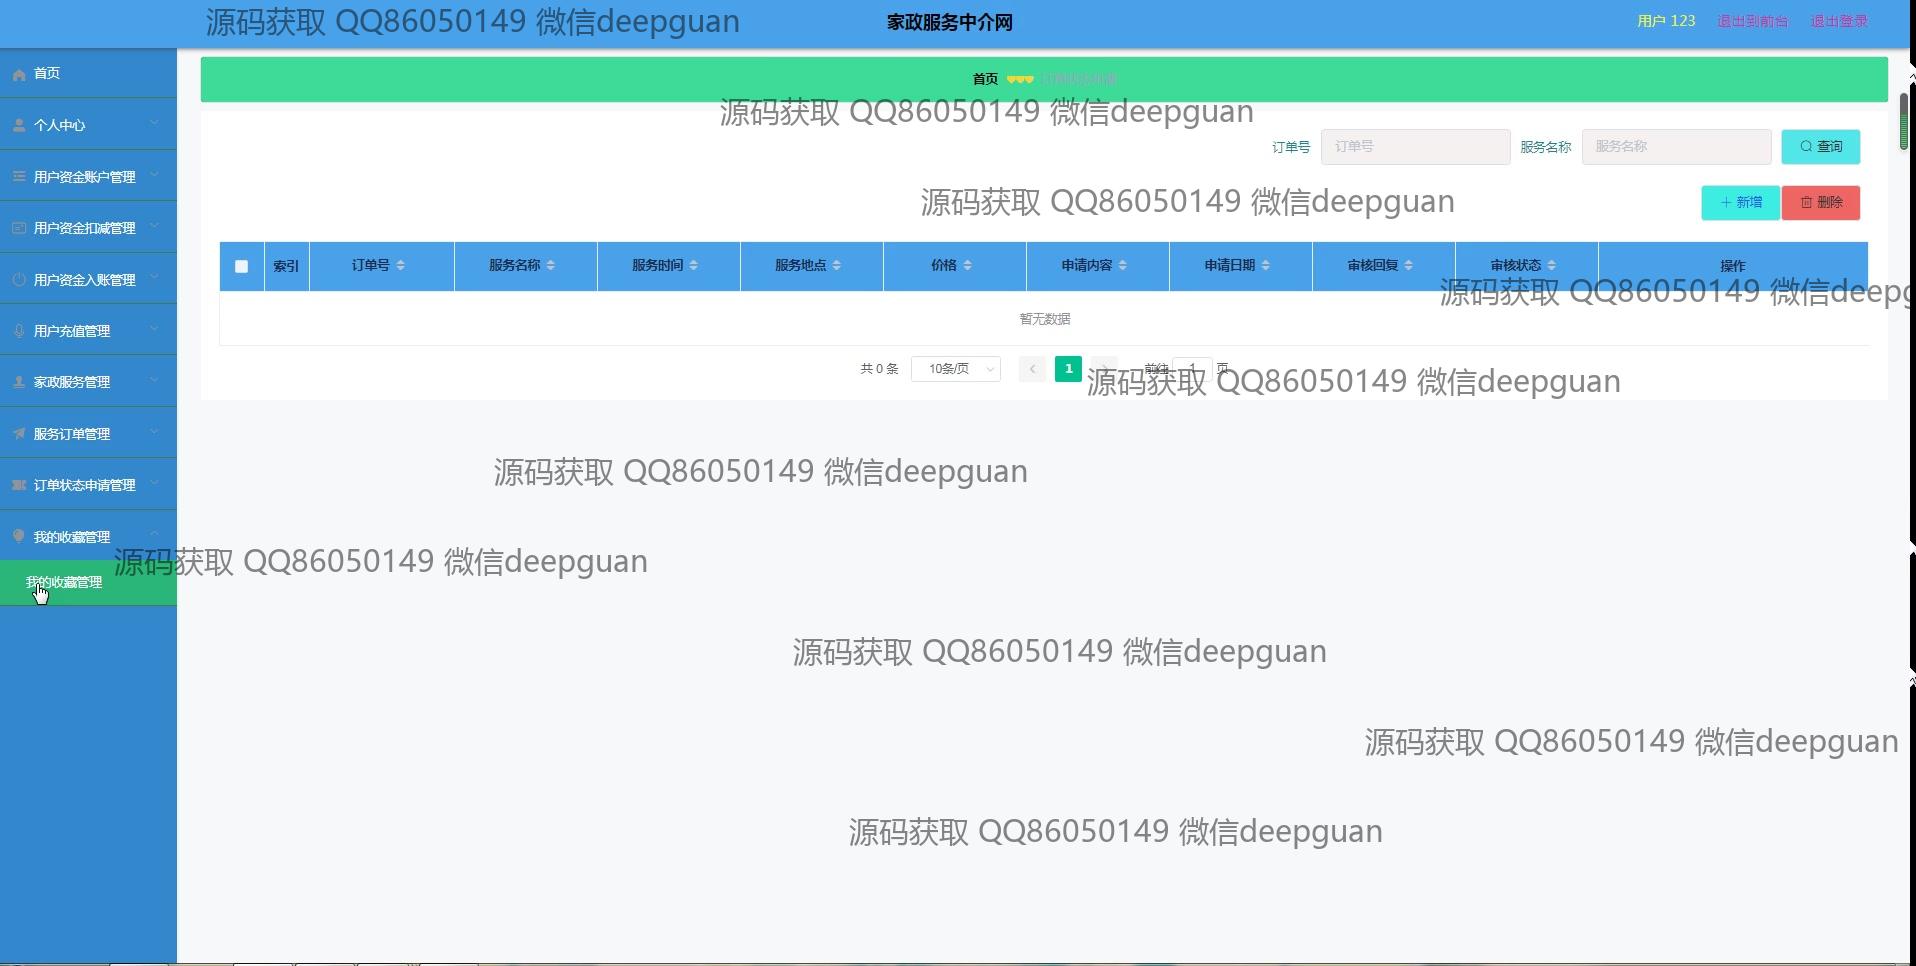 源码获取 QQ86050149 微信deepguan
家政服务中介网
用户 123
退出到前台
退出登录
首页
个人中心
用户资金账户管理
用户资金扣减管理
用户资金入账管理
用户充值管理
家政服务管理
服务订单管理
订单状态申请管理
我的收藏管理
我的收藏管理
首页
源码获取 QQ86050149 微信deepguan
订单号 订单号 服务名称 服务名称 查询
源码获取 QQ86050149 微信deepguan
新增 删除
索引 订单号 服务名称 服务时间 服务地点 价格 申请内容 申请日期 审核回复 审核状态 操作
源码获取 QQ86050149 微信deepg
暂无数据
共 0 条 10条/页 1 前往 1 页
源码获取 QQ86050149 微信deepguan
源码获取 QQ86050149 微信deepguan
源码获取 QQ86050149 微信deepguan
源码获取 QQ86050149 微信deepguan
源码获取 QQ86050149 微信deepguan
源码获取 QQ86050149 微信deepguan